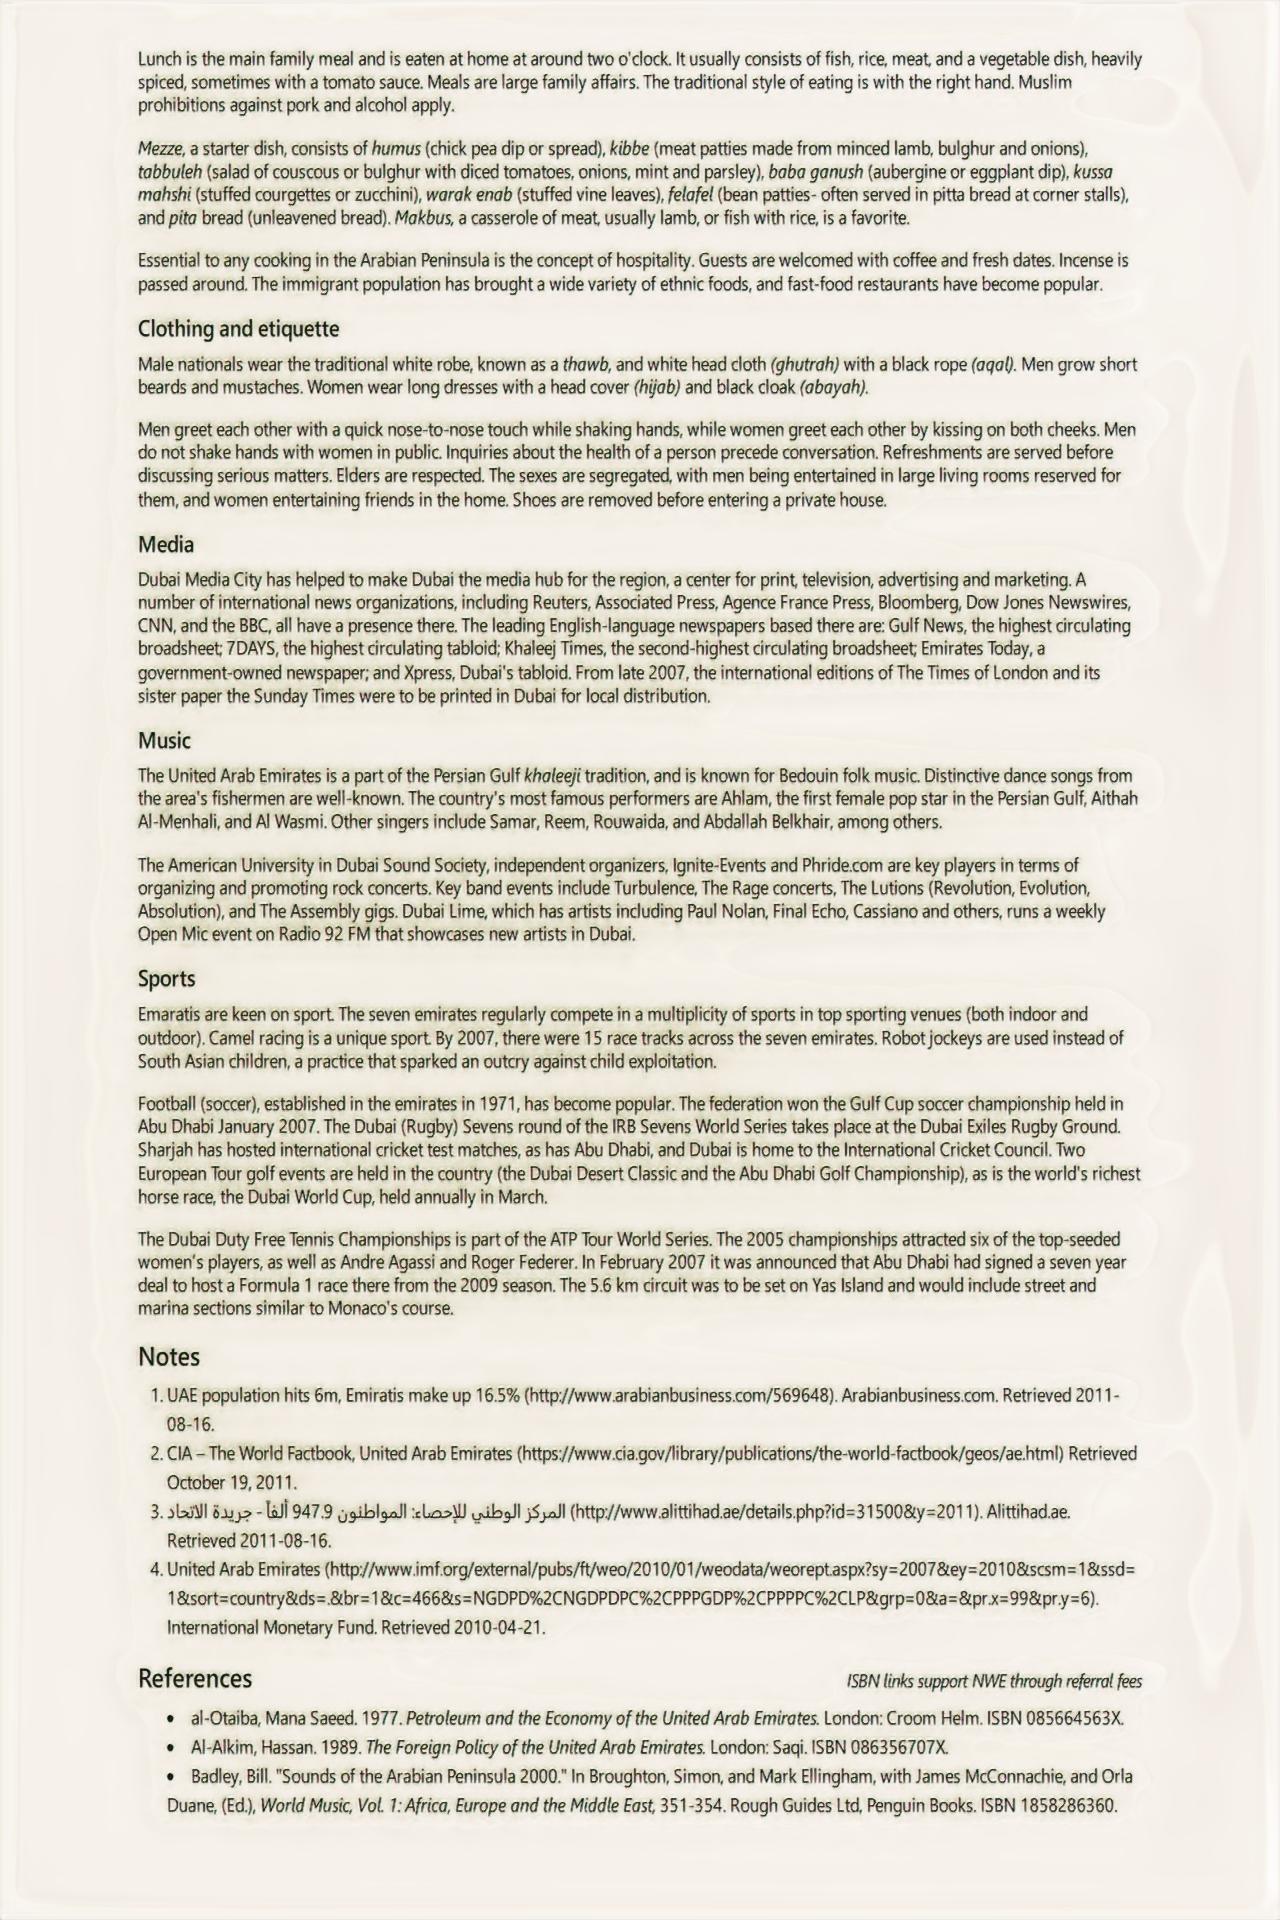 Lunch is the main family meal and is eaten at home at around two o'clock. It usually consists of fish, rice, meat, and a vegetable dish, heavily
spiced, sometimes with a tomato sauce. Meals are large family affairs. The traditional style of eating is with the right hand. Muslim
prohibitions against pork and alcohol apply.
Mezze, a starter dish, consists of humus (chick pea dip or spread), kibbe (meat patties made from minced lamb, bulghur and onions),
tabbuleh (salad of couscous or bulghur with diced tomatoes, onions, mint and parsley), baba ganush (aubergine or eggplant dip), kussa
mahshi (stuffed courgettes or zucchini), warak enab (stuffed vine leaves), felafel (bean patties- often served in pitta bread at corner stalls),
and pita bread (unleavened bread). Makbus, a casserole of meat, usually lamb, or fish with rice, is a favorite.
Essential to any cooking in the Arabian Peninsula is the concept of hospitality. Guests are welcomed with coffee and fresh dates. Incense is
passed around. The immigrant population has brought a wide variety of ethnic foods, and fast-food restaurants have become popular.
Clothing and etiquette
Male nationals wear the traditional white robe, known as a thawb, and white head cloth (ghutrah) with a black rope (aqal). Men grow short
beards and mustaches. Women wear long dresses with a head cover (hijab) and black cloak (abayah).
Men greet each other with a quick nose-to-nose touch while shaking hands, while women greet each other by kissing on both cheeks. Men
do not shake hands with women in public. Inquiries about the health of a person precede conversation. Refreshments are served before
discussing serious matters. Elders are respected. The sexes are segregated, with men being entertained in large living rooms reserved for
them, and women entertaining friends in the home. Shoes are removed before entering a private house.
Media
Dubai Media City has helped to make Dubai the media hub for the region, a center for print, television, advertising and marketing. A
number of international news organizations, including Reuters, Associated Press, Agence France Press, Bloomberg, Dow Jones Newswires,
CNN, and the BBC, all have a presence there. The leading English-language newspapers based there are: Gulf News, the highest circulating
broadsheet; 7DAYS, the highest circulating tabloid; Khaleej Times, the second-highest circulating broadsheet; Emirates Today, a
government-owned newspaper; and Xpress, Dubai's tabloid. From late 2007, the international editions of The Times of London and its
sister paper the Sunday Times were to be printed in Dubai for local distribution.
Music
The United Arab Emirates is a part of the Persian Gulf khaleeji tradition, and is known for Bedouin folk music. Distinctive dance songs from
the area's fishermen are well-known. The country's most famous performers are Ahlam, the first female pop star in the Persian Gulf, Aithah
Al-Menhali, and Al Wasmi. Other singers include Samar, Reem, Rouwaida, and Abdallah Belkhair, among others.
The American University in Dubai Sound Society, independent organizers, Ignite-Events and Phride.com are key players in terms of
organizing and promoting rock concerts. Key band events include Turbulence, The Rage concerts, The Lutions (Revolution, Evolution,
Absolution), and The Assembly gigs. Dubai Lime, which has artists including Paul Nolan, Final Echo, Cassiano and others, runs a weekly
Open Mic event on Radio 92 FM that showcases new artists in Dubai.
Sports
Emaratis are keen on sport. The seven emirates regularly compete in a multiplicity of sports in top sporting venues (both indoor and
outdoor). Camel racing is a unique sport. By 2007, there were 15 race tracks across the seven emirates. Robot jockeys are used instead of
South Asian children, a practice that sparked an outcry against child exploitation.
Football (soccer), established in the emirates in 1971, has become popular. The federation won the Gulf Cup soccer championship held in
Abu Dhabi January 2007. The Dubai (Rugby) Sevens round of the IRB Sevens World Series takes place at the Dubai Exiles Rugby Ground.
Sharjah has hosted international cricket test matches, as has Abu Dhabi, and Dubai is home to the International Cricket Council. Two
European Tour golf events are held in the country (the Dubai Desert Classic and the Abu Dhabi Golf Championship), as is the world's richest
horse race, the Dubai World Cup, held annually in March.
The Dubai Duty Free Tennis Championships is part of the ATP Tour World Series. The 2005 championships attracted six of the top-seeded
women's players, as well as Andre Agassi and Roger Federer. In February 2007 it was announced that Abu Dhabi had signed a seven year
deal to host a Formula 1 race there from the 2009 season. The 5.6 km circuit was to be set on Yas Island and would include street and
marina sections similar to Monaco's course.
Notes
1. UAE population hits 6m, Emiratis make up 16.5% (http://www.arabianbusiness.com/569648). Arabianbusiness.com. Retrieved 2011-
08-16.
2. CIA – The World Factbook, United Arab Emirates (https://www.cia.gov/library/publications/the-world-factbook/geos/ae.html) Retrieved
October 19, 2011.
3. المركز الوطني للإحصاء: المواطنون 947.9 ألفاً - جريدة الاتحاد (http://www.alittihad.ae/details.php?id=31500&y=2011). Alittihad.ae.
Retrieved 2011-08-16.
4. United Arab Emirates (http://www.imf.org/external/pubs/ft/weo/2010/01/weodata/weorept.aspx?sy=2007&ey=2010&scsm=1&ssd=
1&sort=country&ds=.&br=1&c=466&s=NGDPD%2CNGDPDPC%2CPPPGDP%2CPPPPC%2CLP&grp=0&a=&pr.x=99&pr.y=6).
International Monetary Fund. Retrieved 2010-04-21.
References
ISBN links support NWE through referral fees
• al-Otaiba, Mana Saeed. 1977. Petroleum and the Economy of the United Arab Emirates. London: Croom Helm. ISBN 085664563X.
• Al-Alkim, Hassan. 1989. The Foreign Policy of the United Arab Emirates. London: Saqi. ISBN 086356707X.
• Badley, Bill. "Sounds of the Arabian Peninsula 2000." In Broughton, Simon, and Mark Ellingham, with James McConnachie, and Orla
Duane, (Ed.), World Music, Vol. 1: Africa, Europe and the Middle East, 351-354. Rough Guides Ltd, Penguin Books. ISBN 1858286360.